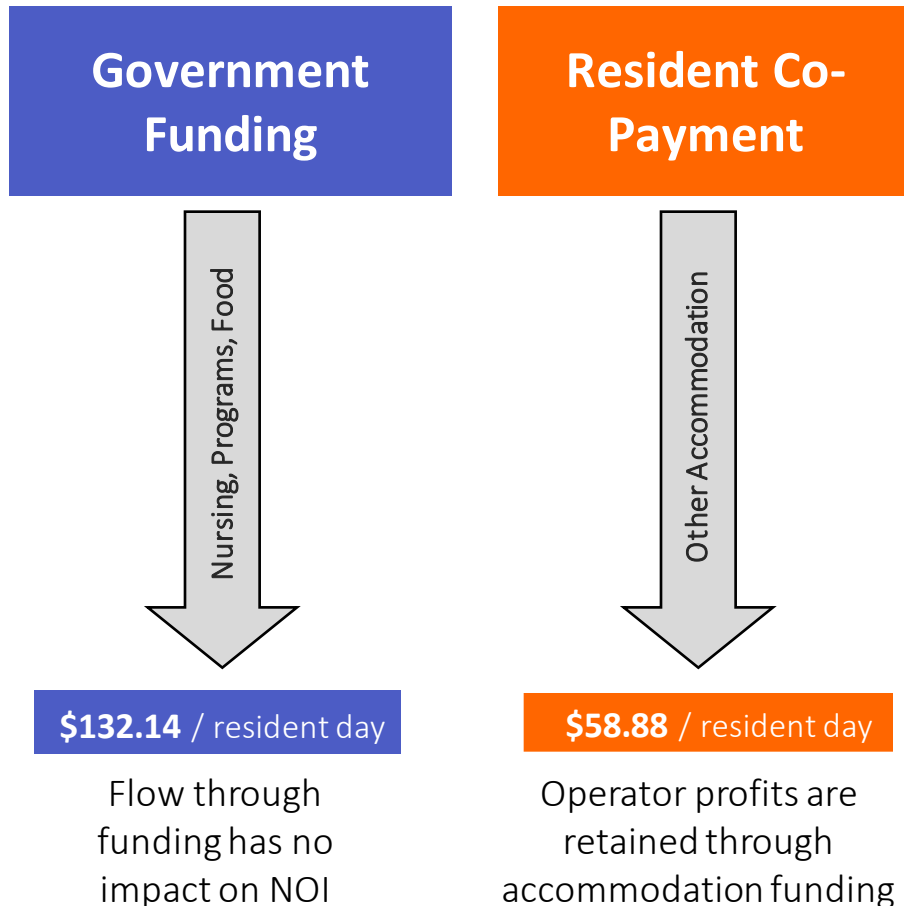 Government
Funding
Nursing, Programs, Food
$132.14 / resident day
Flow through
funding has no
impact on NOI
Resident Co-
Payment
Other Accommodation
$58.88 / resident day
Operator profits are
retained through
accommodation funding